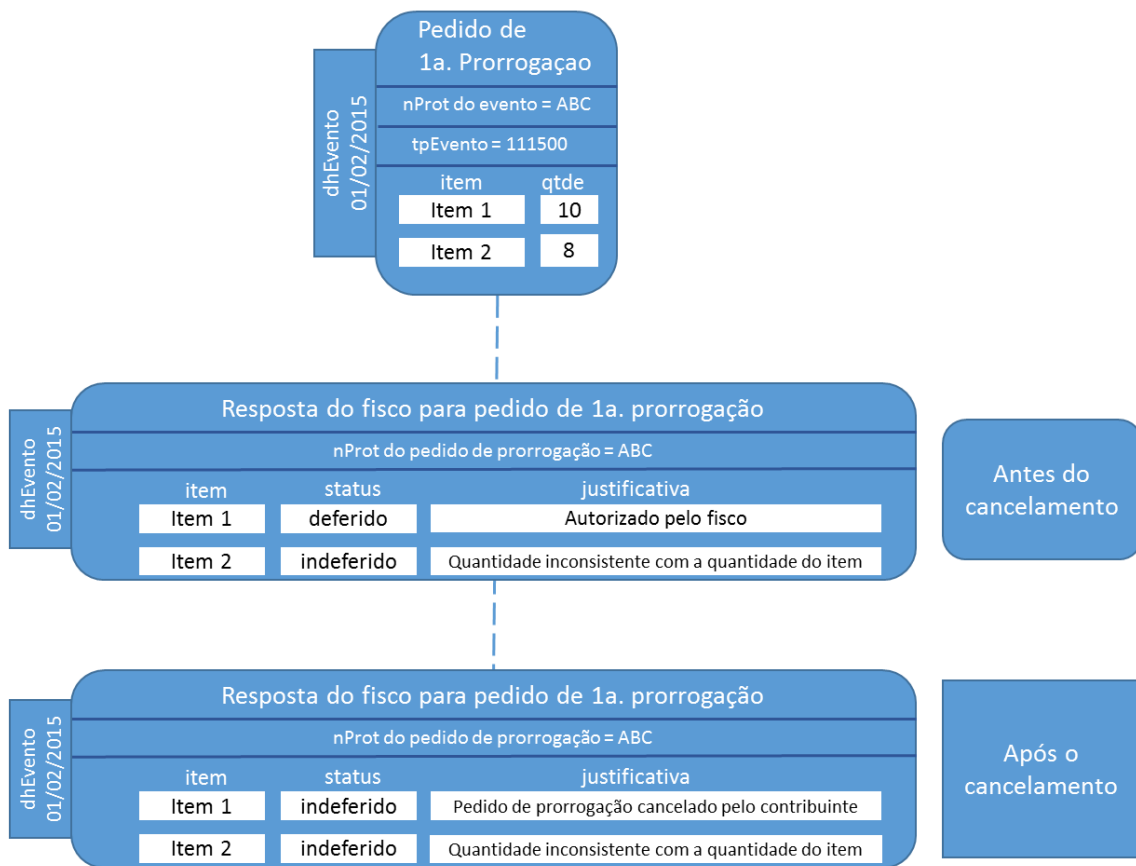 Pedido de
1a. Prorrogaçao
dhEvento
01/02/2015
nProt do evento = ABC
tpEvento = 111500
item qtde
Item 1 10
Item 2 8
Resposta do fisco para pedido de 1a. prorrogação
dhEvento
01/02/2015
nProt do pedido de prorrogação = ABC
item status justificativa
Item 1 deferido Autorizado pelo fisco
Item 2 indeferido Quantidade inconsistente com a quantidade do item
Antes do
cancelamento
Resposta do fisco para pedido de 1a. prorrogação
dhEvento
01/02/2015
nProt do pedido de prorrogação = ABC
item status justificativa
Item 1 indeferido Pedido de prorrogação cancelado pelo contribuinte
Item 2 indeferido Quantidade inconsistente com a quantidade do item
Após o
cancelamento